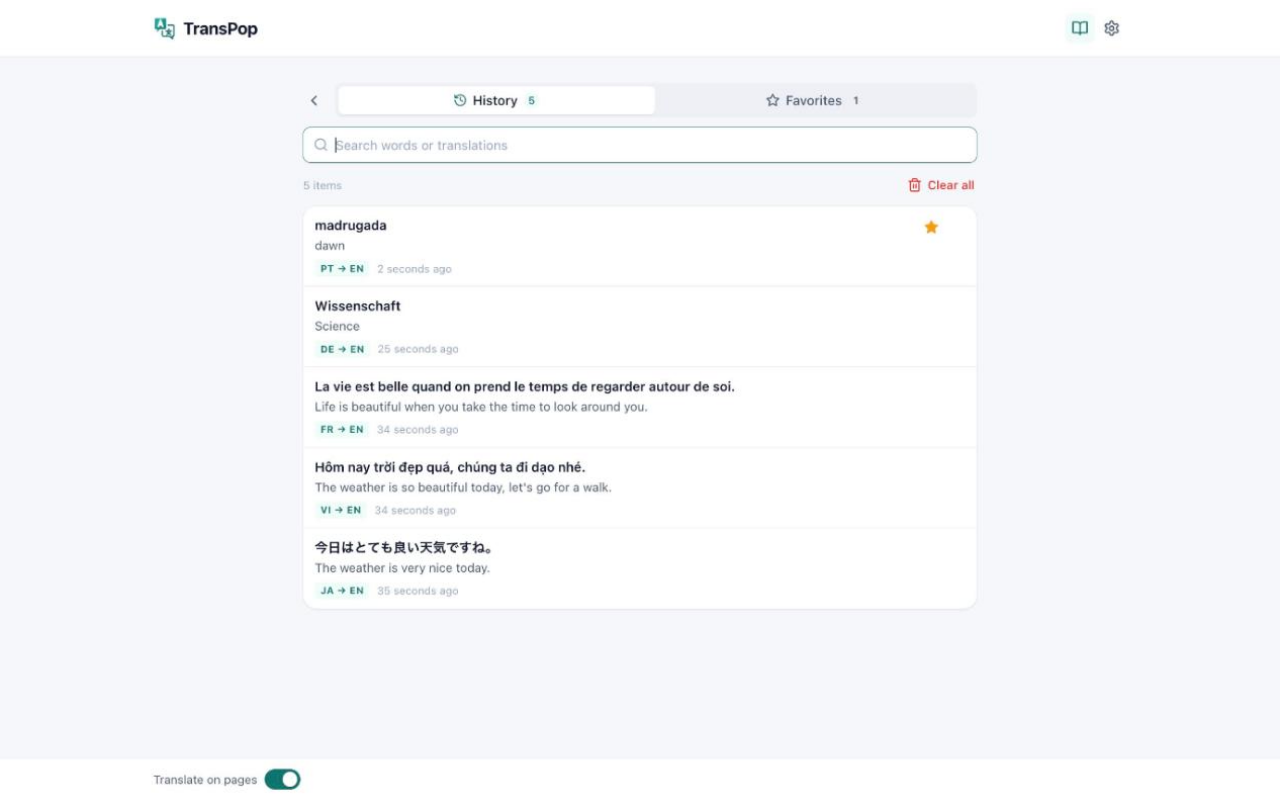 TransPop
History 5
Favorites 1
Search words or translations
5 items
Clear all
madrugada
dawn
PT → EN 2 seconds ago
Wissenschaft
Science
DE → EN 25 seconds ago
La vie est belle quand on prend le temps de regarder autour de soi.
Life is beautiful when you take the time to look around you.
FR → EN 34 seconds ago
Hôm nay trời đẹp quá, chúng ta đi dạo nhé.
The weather is so beautiful today, let's go for a walk.
VI → EN 34 seconds ago
今日はとても良い天気ですね。
The weather is very nice today.
JA → EN 35 seconds ago
Translate on pages